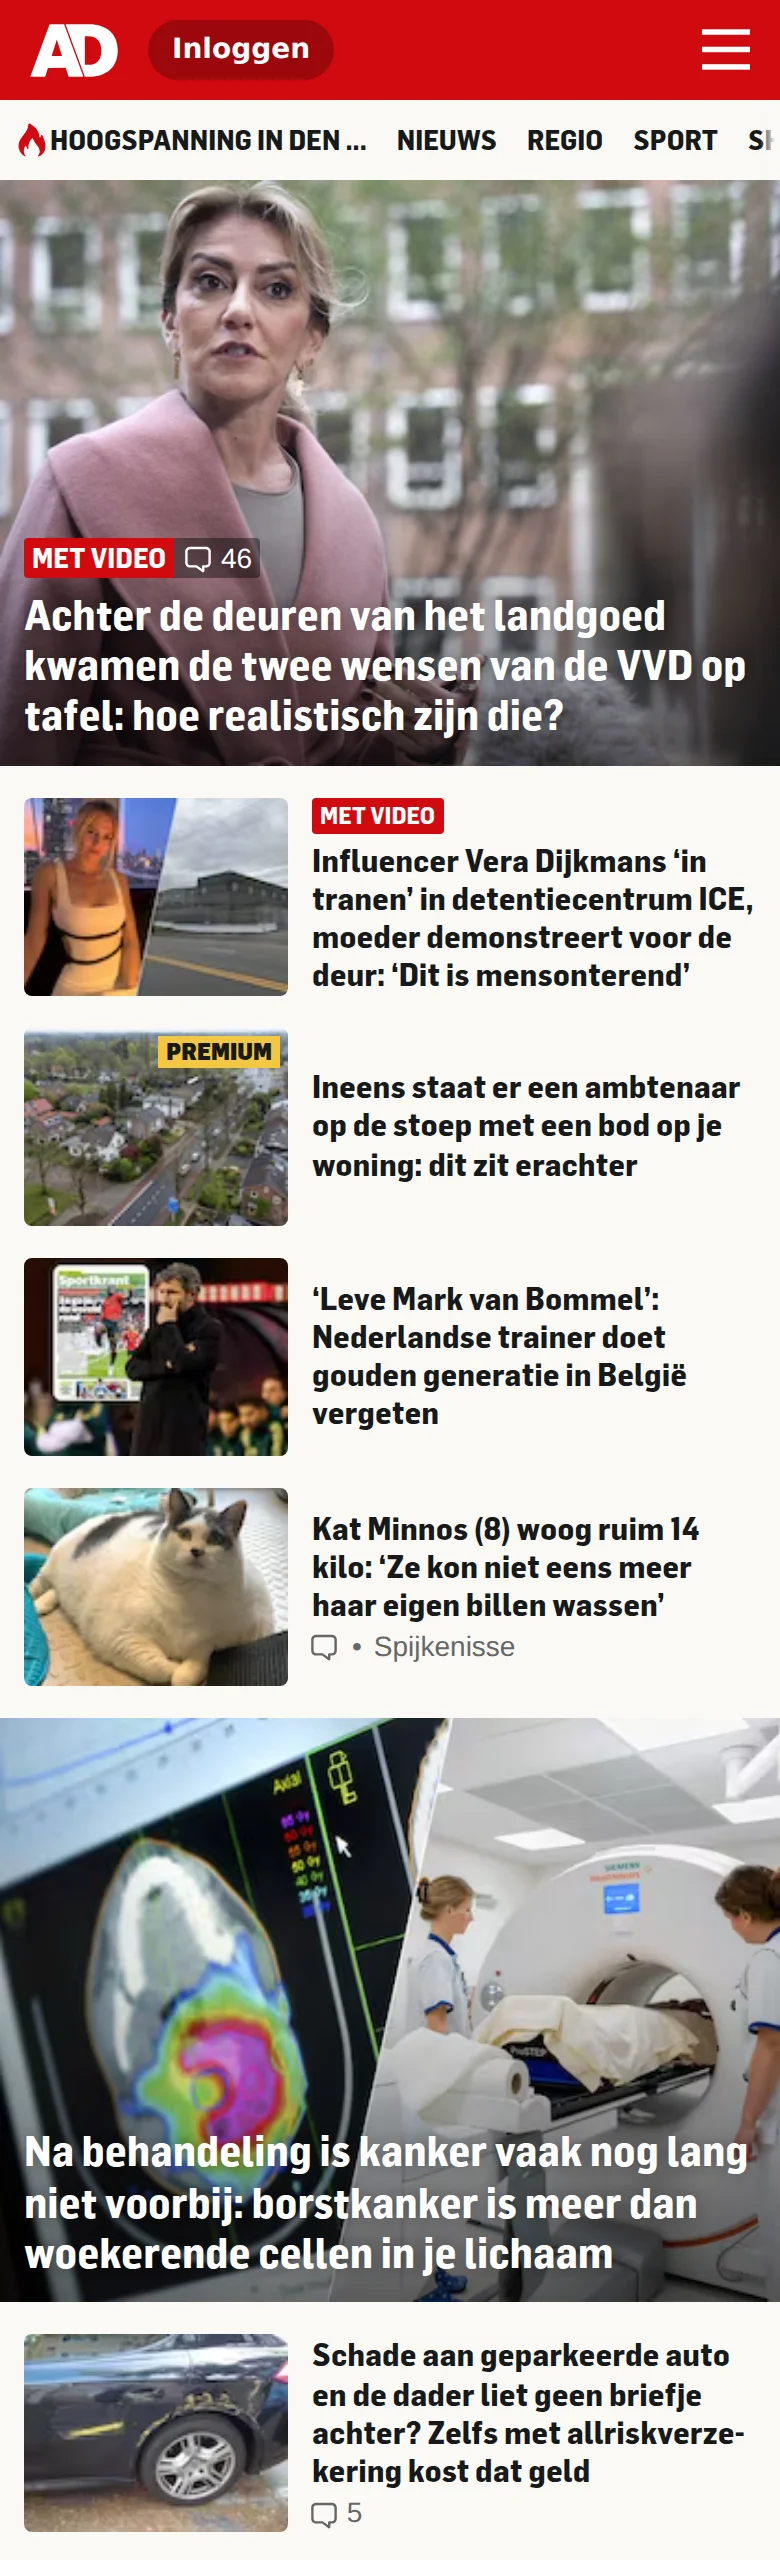 AD
Inloggen
HOOGSPANNING IN DEN ...
NIEUWS
REGIO
SPORT
MET VIDEO
46
Achter de deuren van het landgoed
kwamen de twee wensen van de VVD op
tafel: hoe realistisch zijn die?
MET VIDEO
Influencer Vera Dijkmans ‘in
tranen’ in detentiecentrum ICE,
moeder demonstreert voor de
deur: ‘Dit is mensonterend’
PREMIUM
Ineens staat er een ambtenaar
op de stoep met een bod op je
woning: dit zit erachter
Sportkrant
‘Leve Mark van Bommel’:
Nederlandse trainer doet
gouden generatie in België
vergeten
Kat Minnos (8) woog ruim 14
kilo: ‘Ze kon niet eens meer
haar eigen billen wassen’
• Spijkenisse
Axial
SIEMENS
ProSTEP
Na behandeling is kanker vaak nog lang
niet voorbij: borstkanker is meer dan
woekerende cellen in je lichaam
Schade aan geparkeerde auto
en de dader liet geen briefje
achter? Zelfs met allriskverze-
kering kost dat geld
5